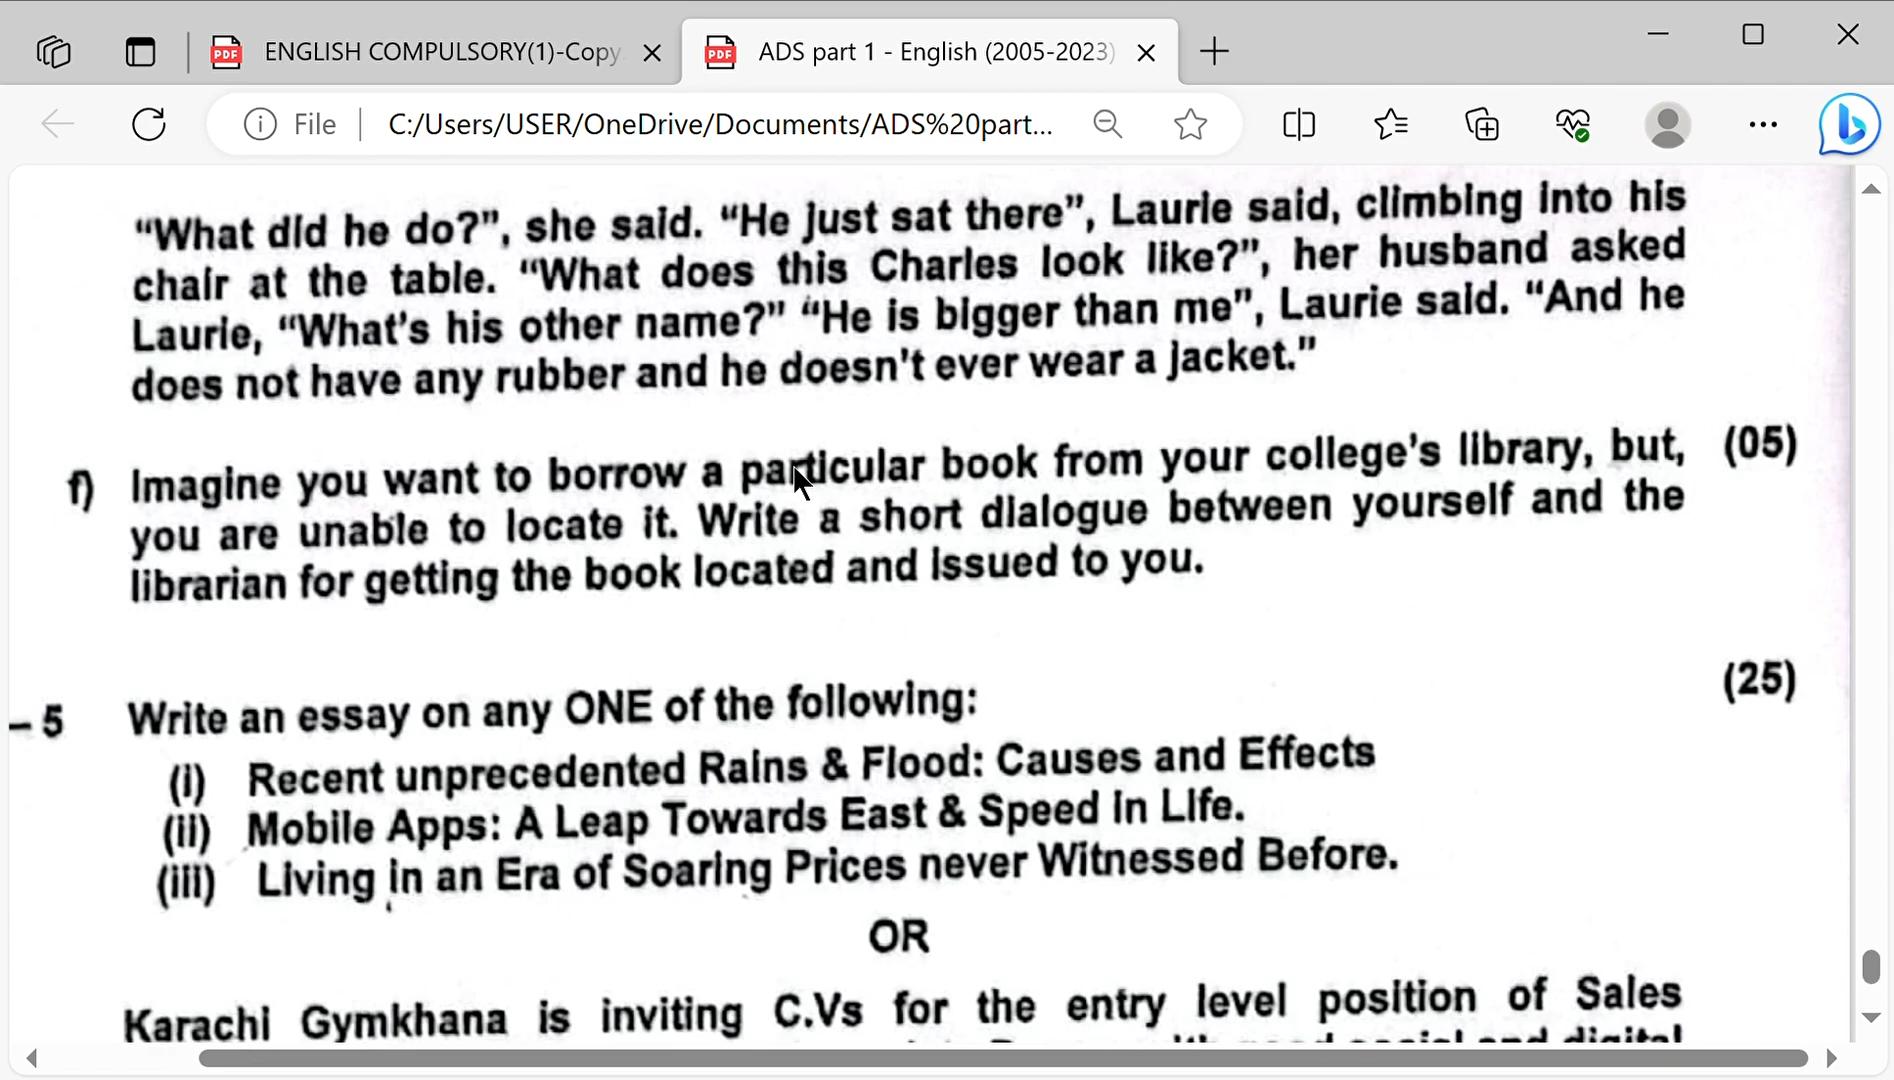 ENGLISH COMPULSORY(1)-Copy
ADS part 1 - English (2005-2023)
File
C:/Users/USER/OneDrive/Documents/ADS%20part...
“What did he do?”, she said. “He just sat there”, Laurie said, climbing into his
chair at the table. “What does this Charles look like?”, her husband asked
Laurie, “What's his other name?” “He is bigger than me”, Laurie said. “And he
does not have any rubber and he doesn't ever wear a jacket.”
f) Imagine you want to borrow a particular book from your college's library, but, (05)
you are unable to locate it. Write a short dialogue between yourself and the
librarian for getting the book located and issued to you.
– 5 Write an essay on any ONE of the following: (25)
(i) Recent unprecedented Rains & Flood: Causes and Effects
(ii) Mobile Apps: A Leap Towards East & Speed in Life.
(iii) Living in an Era of Soaring Prices never Witnessed Before.
OR
Karachi Gymkhana is inviting C.Vs for the entry level position of Sales